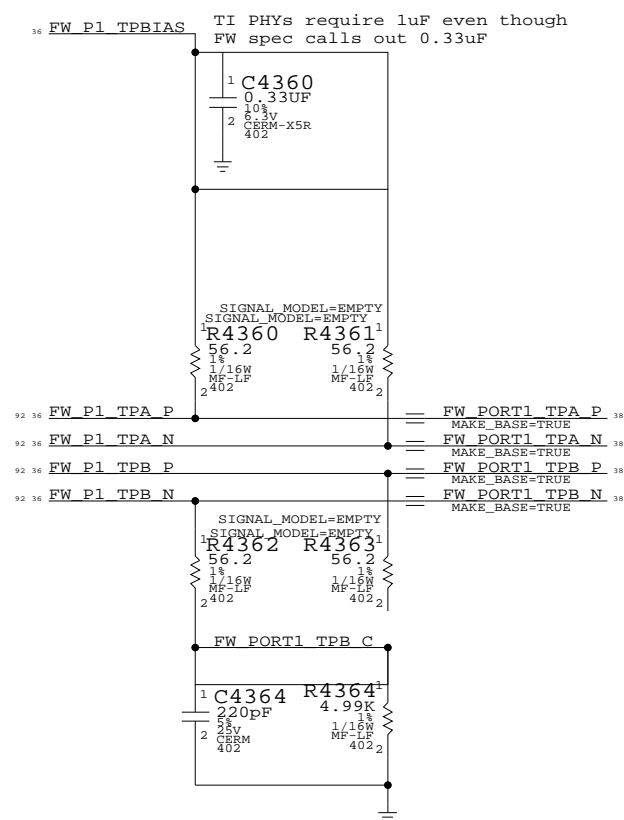 TI PHYs require 1uF even though
36 FW_P1_TPBIAS FW spec calls out 0.33uF
1 C4360
0.33UF
10%
6.3V
2 CERM-X5R
402
SIGNAL_MODEL=EMPTY
SIGNAL_MODEL=EMPTY
1 R4360 R4361 1
56.2 56.2
1% 1%
1/16W 1/16W
MF-LF MF-LF
2 402 402 2
92 36 FW_P1_TPA_P FW_PORT1_TPA_P 38
MAKE_BASE=TRUE
92 36 FW_P1_TPA_N FW_PORT1_TPA_N 38
MAKE_BASE=TRUE
92 36 FW_P1_TPB_P FW_PORT1_TPB_P 38
MAKE_BASE=TRUE
92 36 FW_P1_TPB_N FW_PORT1_TPB_N 38
MAKE_BASE=TRUE
SIGNAL_MODEL=EMPTY
SIGNAL_MODEL=EMPTY
1 R4362 R4363 1
56.2 56.2
1% 1%
1/16W 1/16W
MF-LF MF-LF
2 402 402 2
FW_PORT1_TPB_C
1 C4364 R4364 1
220pF 4.99K
5% 1%
25V 1/16W
2 CERM MF-LF
402 402 2